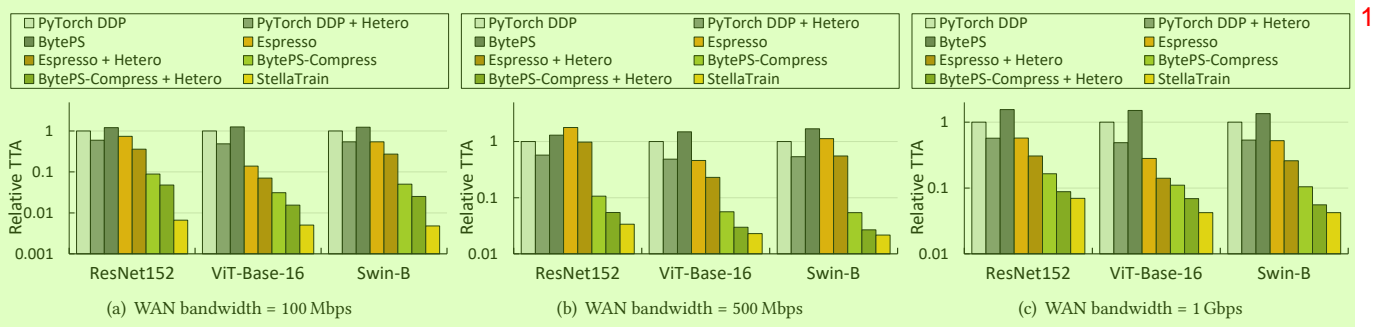 PyTorch DDP PyTorch DDP + Hetero
BytePS Espresso
Espresso + Hetero BytePS-Compress
BytePS-Compress + Hetero StellaTrain
Relative TTA
1
0.1
0.01
0.001
ResNet152 ViT-Base-16 Swin-B
(a) WAN bandwidth = 100 Mbps
PyTorch DDP PyTorch DDP + Hetero
BytePS Espresso
Espresso + Hetero BytePS-Compress
BytePS-Compress + Hetero StellaTrain
Relative TTA
1
0.1
0.01
ResNet152 ViT-Base-16 Swin-B
(b) WAN bandwidth = 500 Mbps
PyTorch DDP PyTorch DDP + Hetero
BytePS Espresso
Espresso + Hetero BytePS-Compress
BytePS-Compress + Hetero StellaTrain
Relative TTA
1
0.1
0.01
ResNet152 ViT-Base-16 Swin-B
(c) WAN bandwidth = 1 Gbps
1